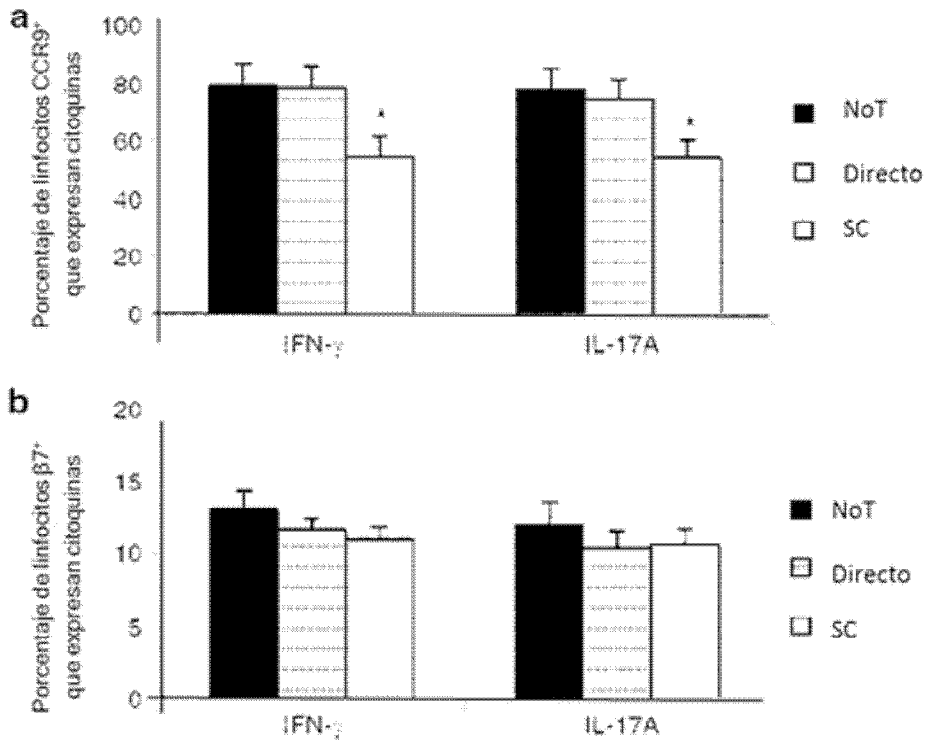 a
Porcentaje de linfocitos CCR9+
que expresan citoquinas
100
80
60
40
20
0
IFN-γ
IL-17A
*
*
NoT
Directo
SC
b
Porcentaje de linfocitos β7+
que expresan citoquinas
20
15
10
5
0
IFN-γ
IL-17A
NoT
Directo
SC